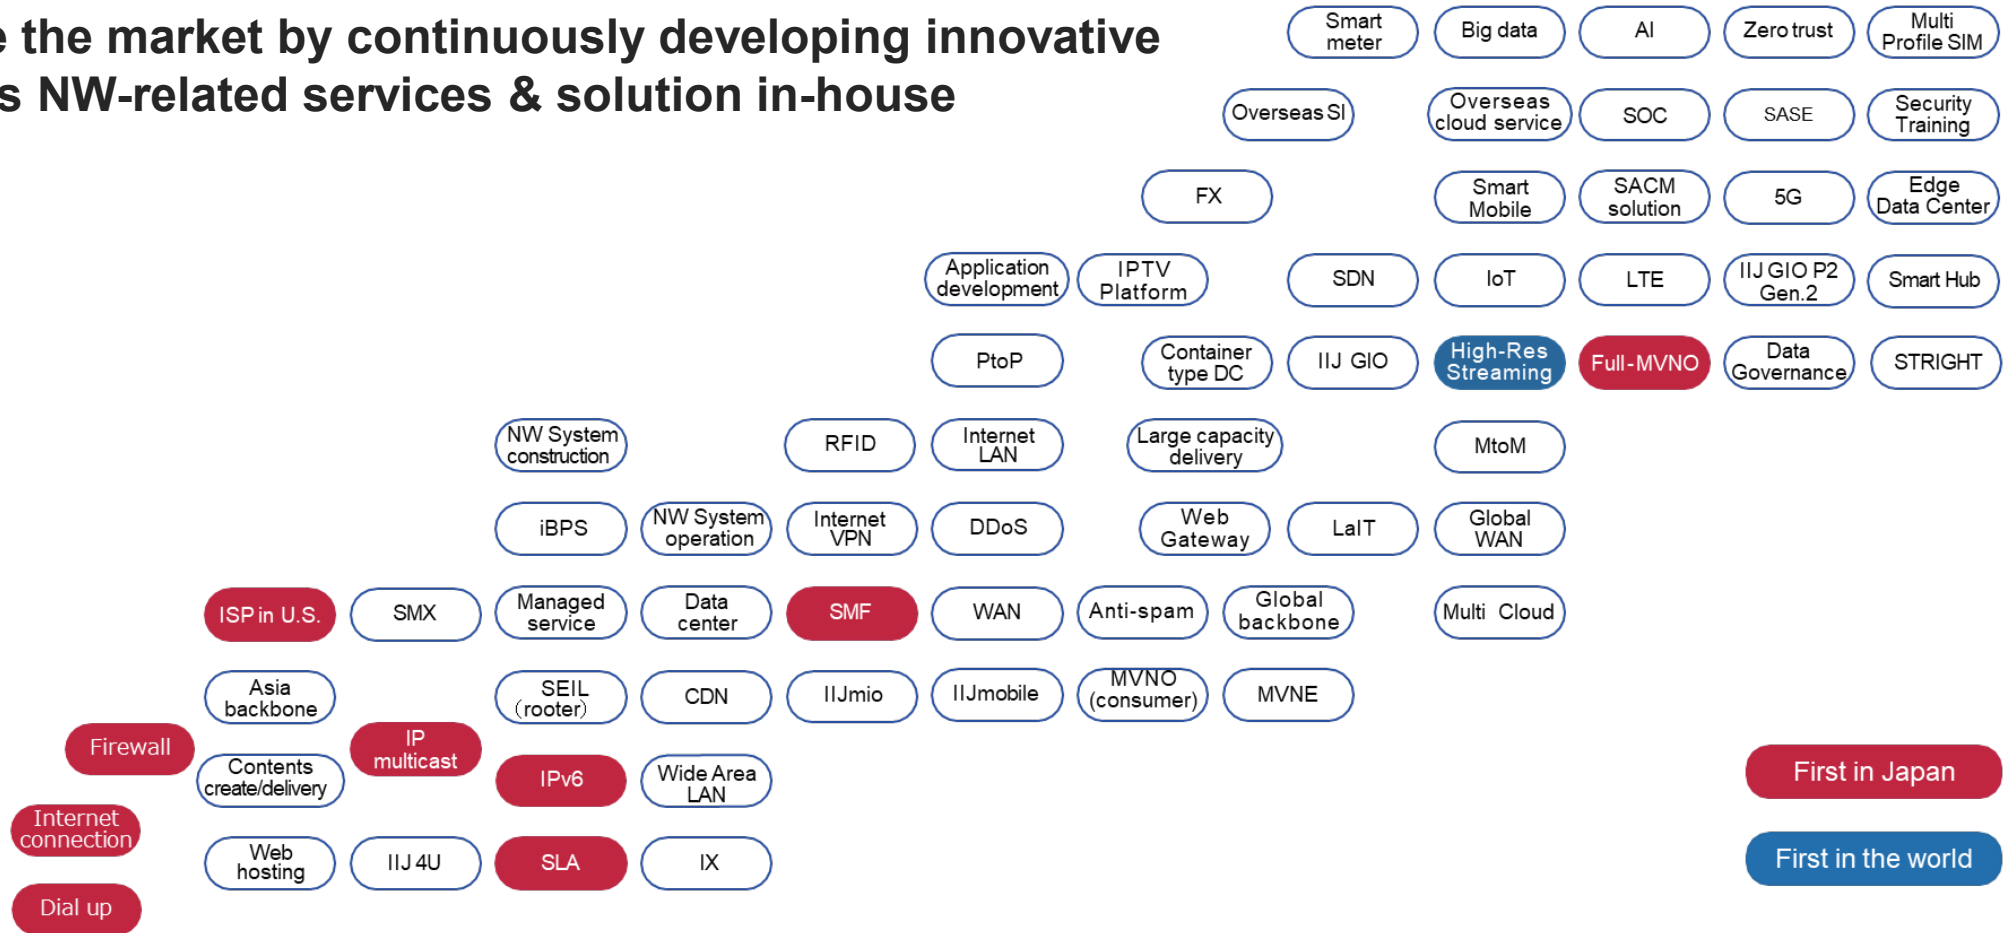 e the market by continuously developing innovative
s NW-related services & solution in-house
Smart
meter
Big data
AI
Zero trust
Multi
Profile SIM
Overseas SI
Overseas
cloud service
SOC
SASE
Security
Training
FX
Smart
Mobile
SACM
solution
5G
Edge
Data Center
Application
development
IPTV
Platform
SDN
IoT
LTE
IIJ GIO P2
Gen.2
Smart Hub
PtoP
Container
type DC
IIJ GIO
High-Res
Streaming
Full-MVNO
Data
Governance
STRIGHT
NW System
construction
RFID
Internet
LAN
Large capacity
delivery
MtoM
iBPS
NW System
operation
Internet
VPN
DDoS
Web
Gateway
LaIT
Global
WAN
ISP in U.S.
SMX
Managed
service
Data
center
SMF
WAN
Anti-spam
Global
backbone
Multi Cloud
Asia
backbone
SEIL
（rooter）
CDN
IIJmio
IIJmobile
MVNO
(consumer)
MVNE
Firewall
IP
multicast
Contents
create/delivery
IPv6
Wide Area
LAN
First in Japan
Internet
connection
Web
hosting
IIJ 4U
SLA
IX
First in the world
Dial up